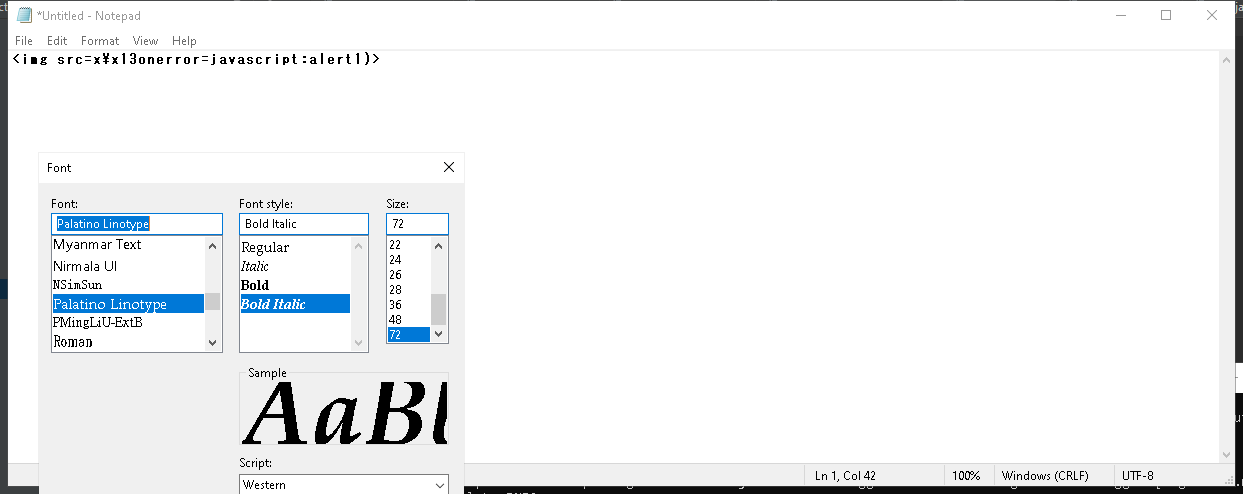 *Untitled - Notepad
File Edit Format View Help
<img src=x¥x13onerror=javascript:alert1)>
Font
Font: Font style: Size:
Palatino Linotype Bold Italic 72
Myanmar Text Regular 22
Nirmala UI Italic 24
NSimSun Bold 26
Palatino Linotype Bold Italic 28
PMingLiU-ExtB 36
Roman 48
72
Sample
AaBb
Script:
Western
Ln 1, Col 42 100% Windows (CRLF) UTF-8